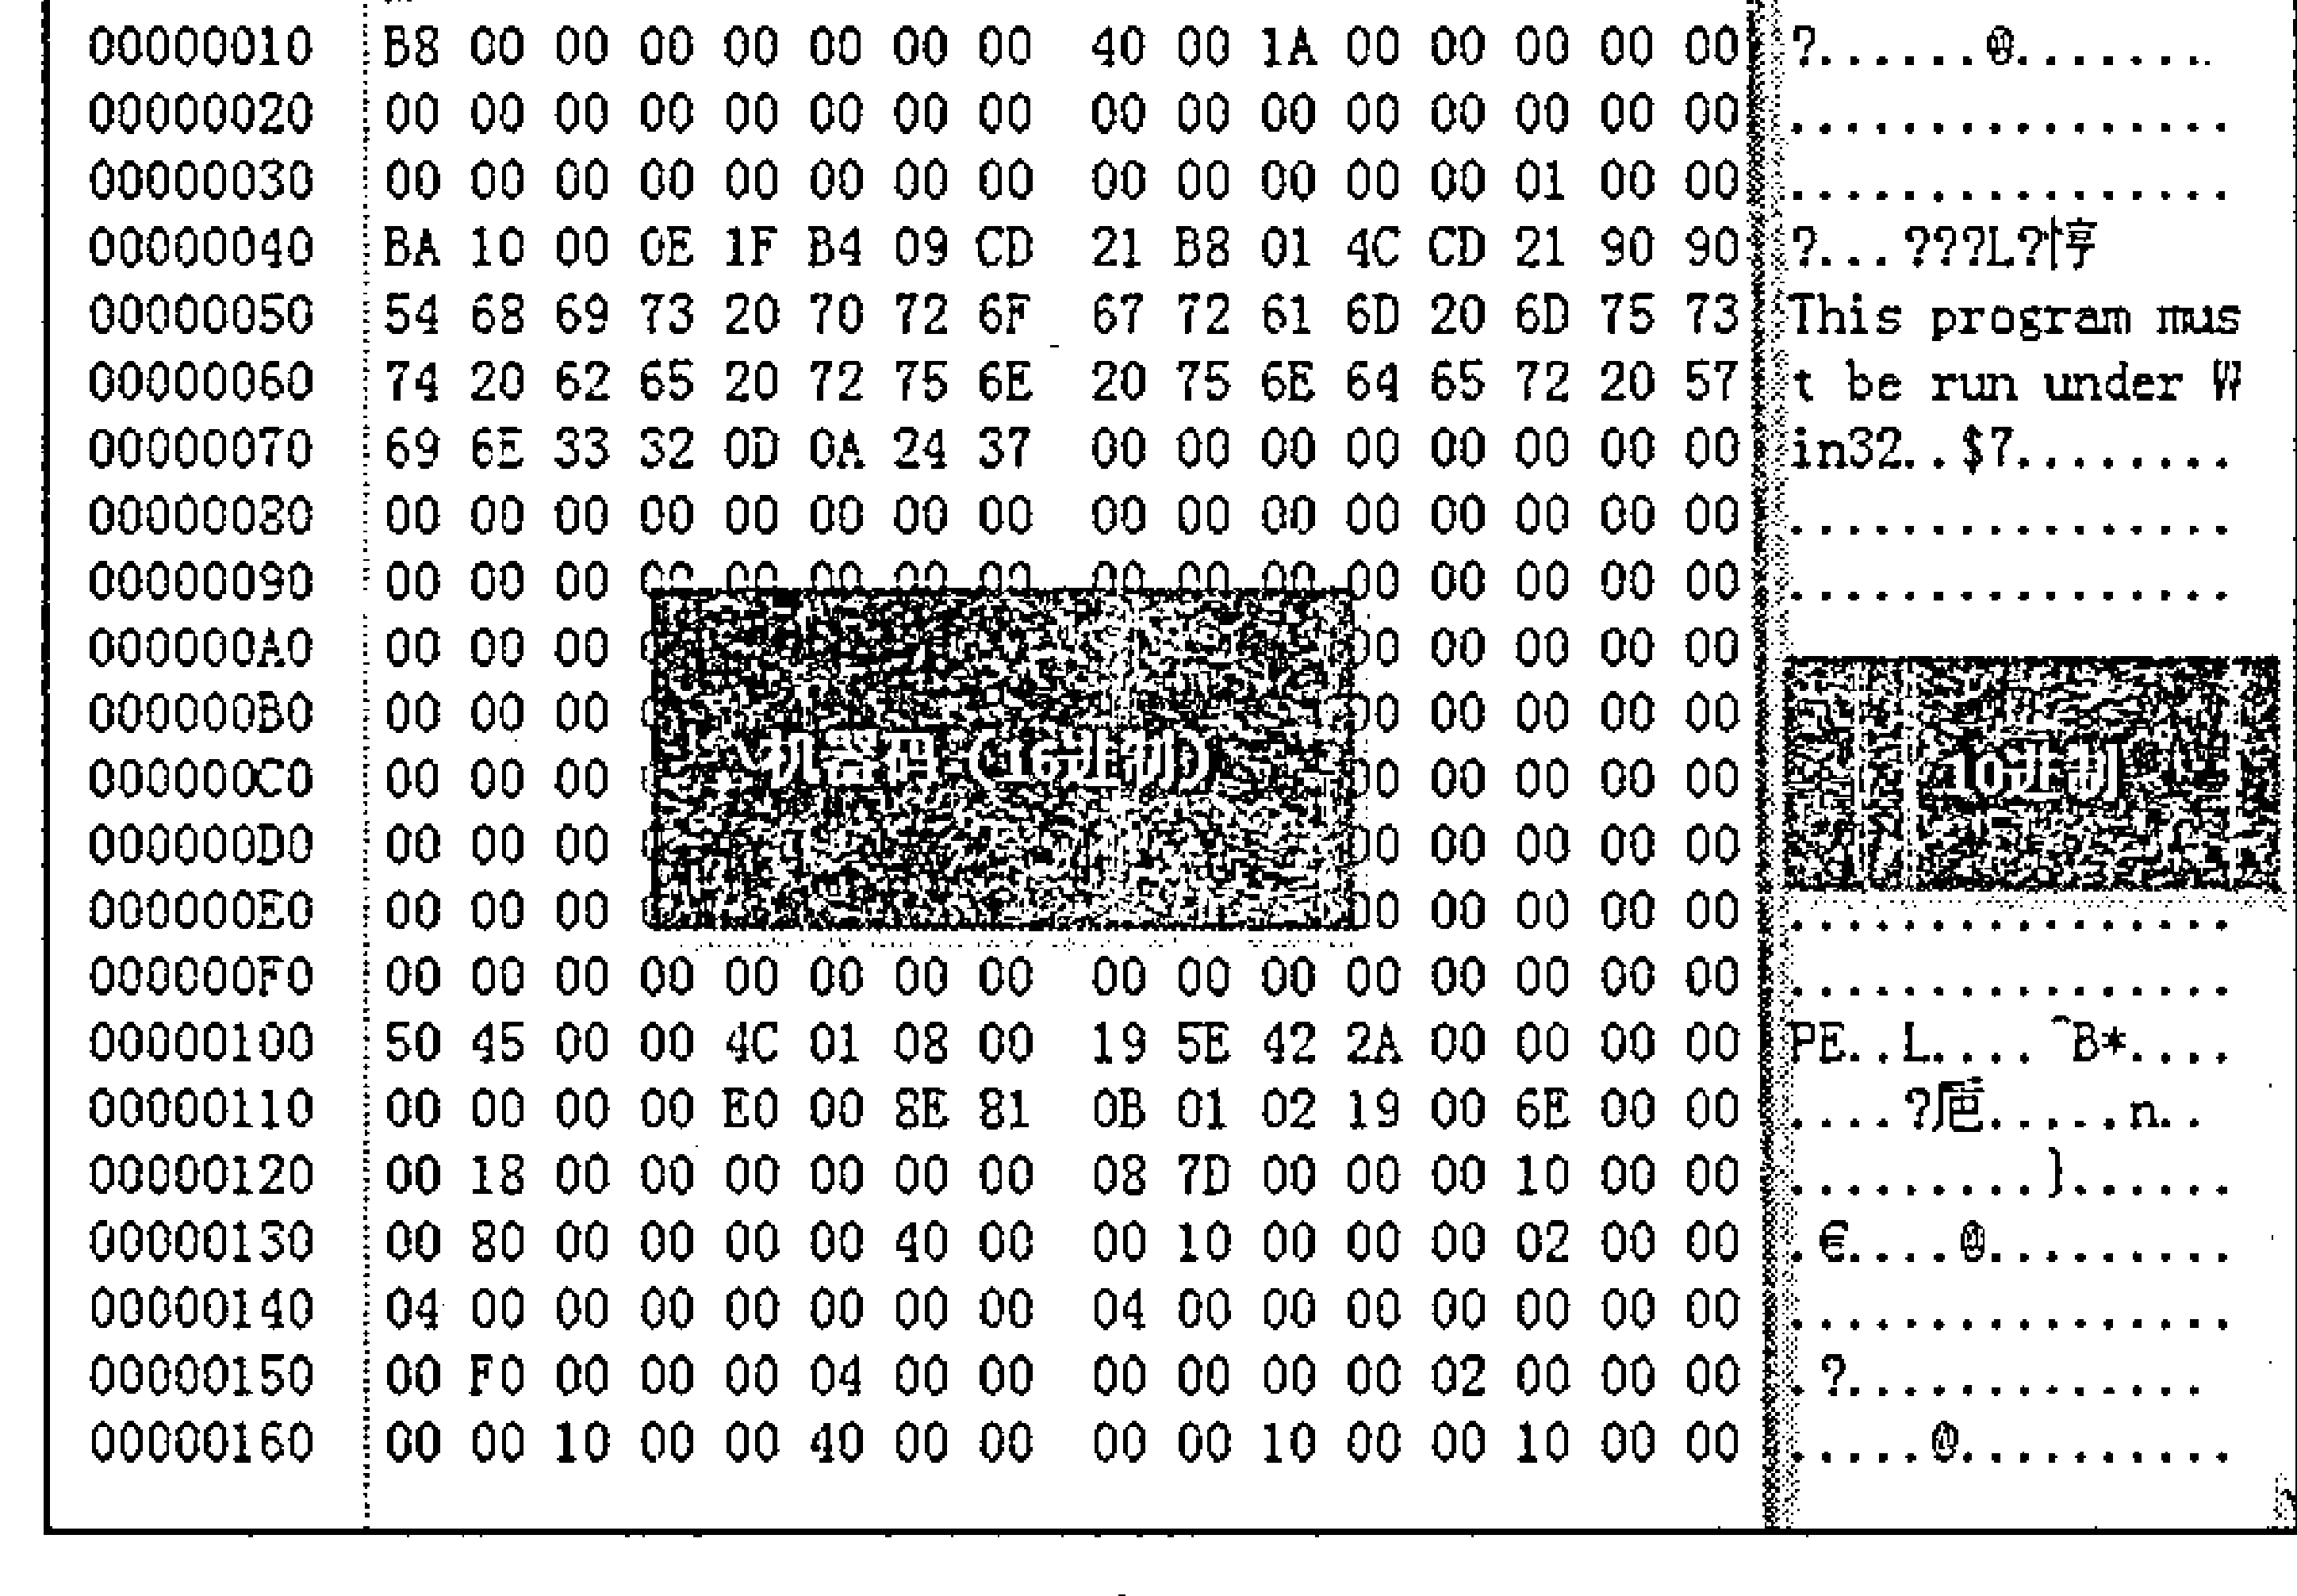 00000010 B8 00 00 00 00 00 00 00 40 00 1A 00 00 00 00 00 ?......@.......
00000020 00 00 00 00 00 00 00 00 00 00 00 00 00 00 00 00 ................
00000030 00 00 00 00 00 00 00 00 00 00 00 00 00 01 00 00 ................
00000040 BA 10 00 0E 1F B4 09 CD 21 B8 01 4C CD 21 90 90 ?...???L?悙
00000050 54 68 69 73 20 70 72 6F 67 72 61 6D 20 6D 75 73 This program mus
00000060 74 20 62 65 20 72 75 6E 20 75 6E 64 65 72 20 57 t be run under W
00000070 69 6E 33 32 0D 0A 24 37 00 00 00 00 00 00 00 00 in32..$7........
00000080 00 00 00 00 00 00 00 00 00 00 00 00 00 00 00 00 ................
00000090 00 00 00 00 00 00 00 00 00 00 00 00 00 00 00 00 ................
000000A0 00 00 00 00 00 00 00 00
000000B0 00 00 00 00 00 00 00 00
000000C0 00 00 00 机器码 (16进制) 00 00 00 00 00 16进制
000000D0 00 00 00 00 00 00 00 00
000000E0 00 00 00 00 00 00 00 00 ................
000000F0 00 00 00 00 00 00 00 00 00 00 00 00 00 00 00 00 ................
00000100 50 45 00 00 4C 01 08 00 19 5E 42 2A 00 00 00 00 PE..L....^B*....
00000110 00 00 00 00 E0 00 8E 81 0B 01 02 19 00 6E 00 00 ....?巵.....n..
00000120 00 18 00 00 00 00 00 00 08 7D 00 00 00 10 00 00 .........}......
00000130 00 80 00 00 00 00 40 00 00 10 00 00 00 02 00 00 .€....@.........
00000140 04 00 00 00 00 00 00 00 04 00 00 00 00 00 00 00 ................
00000150 00 F0 00 00 00 04 00 00 00 00 00 00 02 00 00 00 .?.............
00000160 00 00 10 00 00 40 00 00 00 00 10 00 00 10 00 00 .....@..........